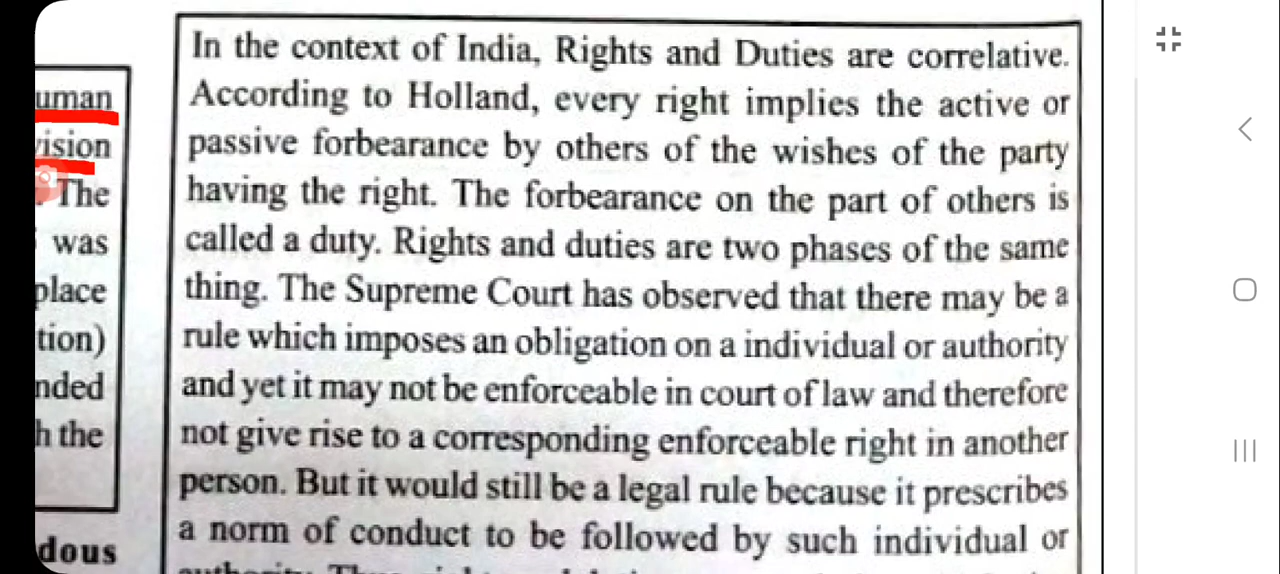 In the context of India, Rights and Duties are correlative.
According to Holland, every right implies the active or
passive forbearance by others of the wishes of the party
having the right. The forbearance on the part of others is
called a duty. Rights and duties are two phases of the same
thing. The Supreme Court has observed that there may be a
rule which imposes an obligation on a individual or authority
and yet it may not be enforceable in court of law and therefore
not give rise to a corresponding enforceable right in another
person. But it would still be a legal rule because it prescribes
a norm of conduct to be followed by such individual or
uman
vision
The
was
place
tion)
nded
h the
dous